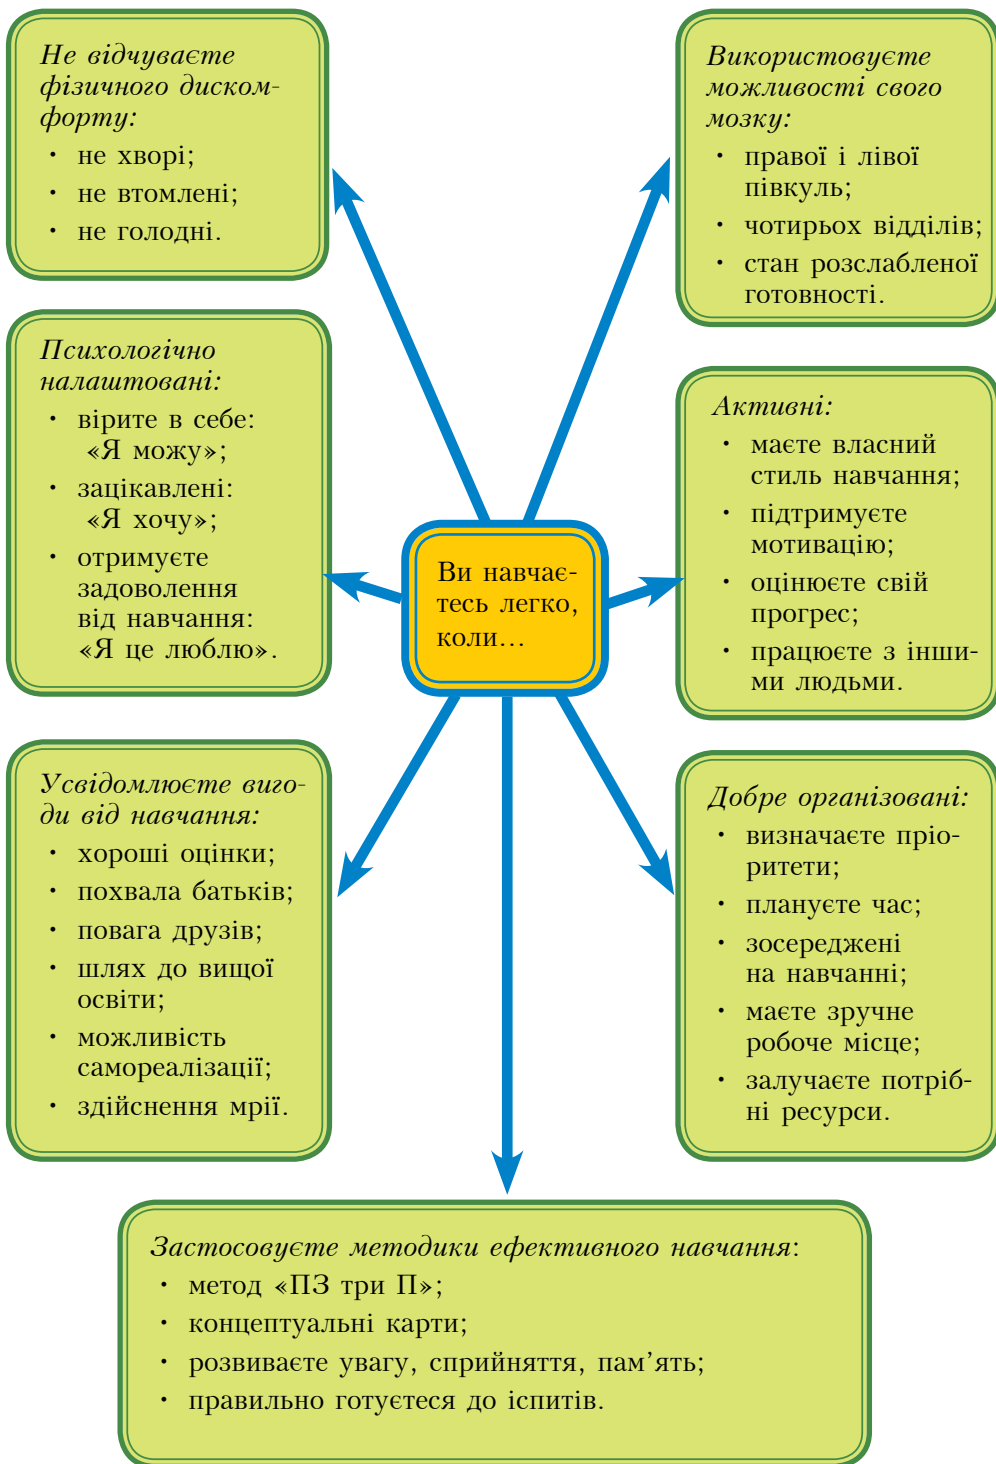 Не відчуваєте
фізичного диском-
форту:
· не хворі;
· не втомлені;
· не голодні.
Використовуєте
можливості свого
мозку:
· правої і лівої
півкуль;
· чотирьох відділів;
· стан розслабленої
готовності.
Психологічно
налаштовані:
· вірите в себе:
«Я можу»;
· зацікавлені:
«Я хочу»;
· отримуєте
задоволення
від навчання:
«Я це люблю».
Активні:
· маєте власний
стиль навчання;
· підтримуєте
мотивацію;
· оцінюєте свій
прогрес;
· працюєте з інши-
ми людьми.
Ви навчає-
тесь легко,
коли...
Усвідомлюєте виго-
ди від навчання:
· хороші оцінки;
· похвала батьків;
· повага друзів;
· шлях до вищої
освіти;
· можливість
самореалізації;
· здійснення мрії.
Добре організовані:
· визначаєте пріо-
ритети;
· плануєте час;
· зосереджені
на навчанні;
· маєте зручне
робоче місце;
· залучаєте потріб-
ні ресурси.
Застосовуєте методики ефективного навчання:
· метод «ПЗ три П»;
· концептуальні карти;
· розвиваєте увагу, сприйняття, пам’ять;
· правильно готуєтеся до іспитів.